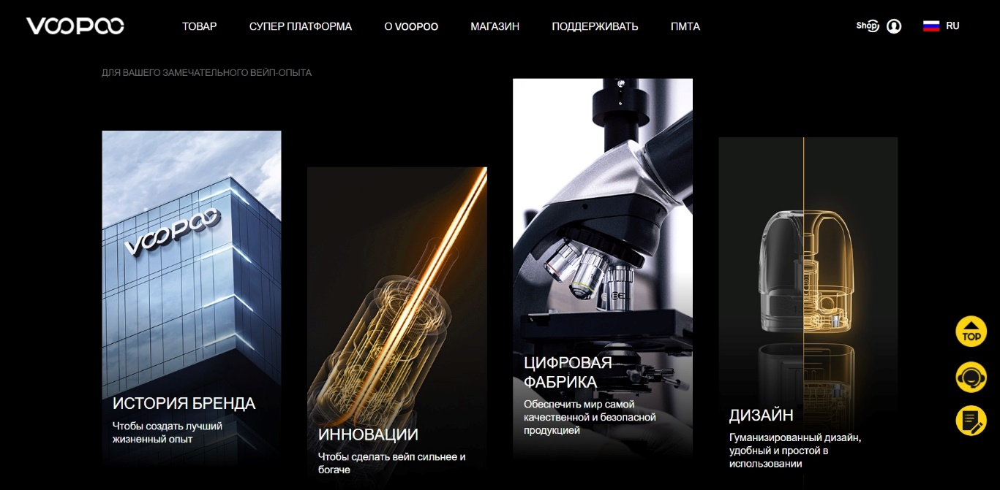 VOOPOO
ТОВАР
СУПЕР ПЛАТФОРМА
О VOOPOO
МАГАЗИН
ПОДДЕРЖИВАТЬ
ПМТА
Shop
RU
ДЛЯ ВАШЕГО ЗАМЕЧАТЕЛЬНОГО ВЕЙП-ОПЫТА
VOOPOO
ИСТОРИЯ БРЕНДА
Чтобы создать лучший
жизненный опыт
ИННОВАЦИИ
Чтобы сделать вейп сильнее и
богаче
ЦИФРОВАЯ
ФАБРИКА
Обеспечить мир самой
качественной и безопасной
продукцией
ДИЗАЙН
Гуманизированный дизайн,
удобный и простой в
использовании
TOP